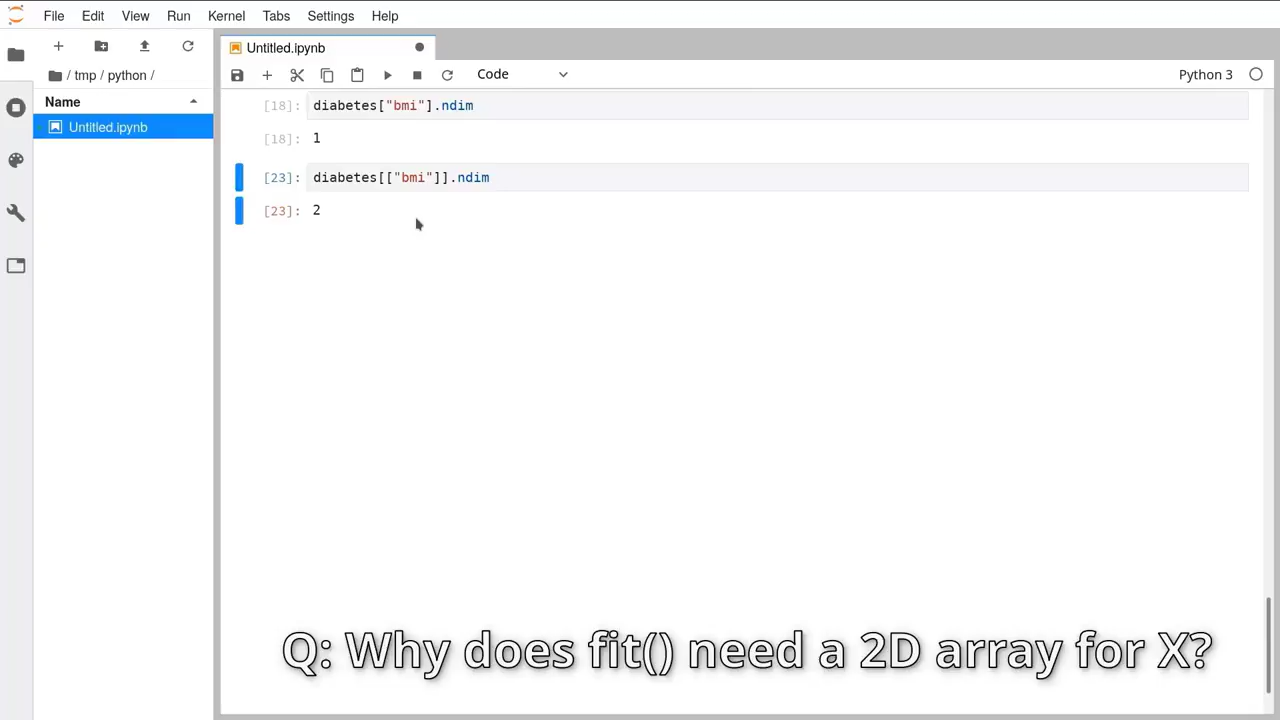 File Edit View Run Kernel Tabs Settings Help
/ tmp / python /
Name
Untitled.ipynb
Untitled.ipynb
Code
Python 3
[18]: diabetes["bmi"].ndim
[18]: 1
[23]: diabetes[["bmi"]].ndim
[23]: 2
Q: Why does fit() need a 2D array for X?